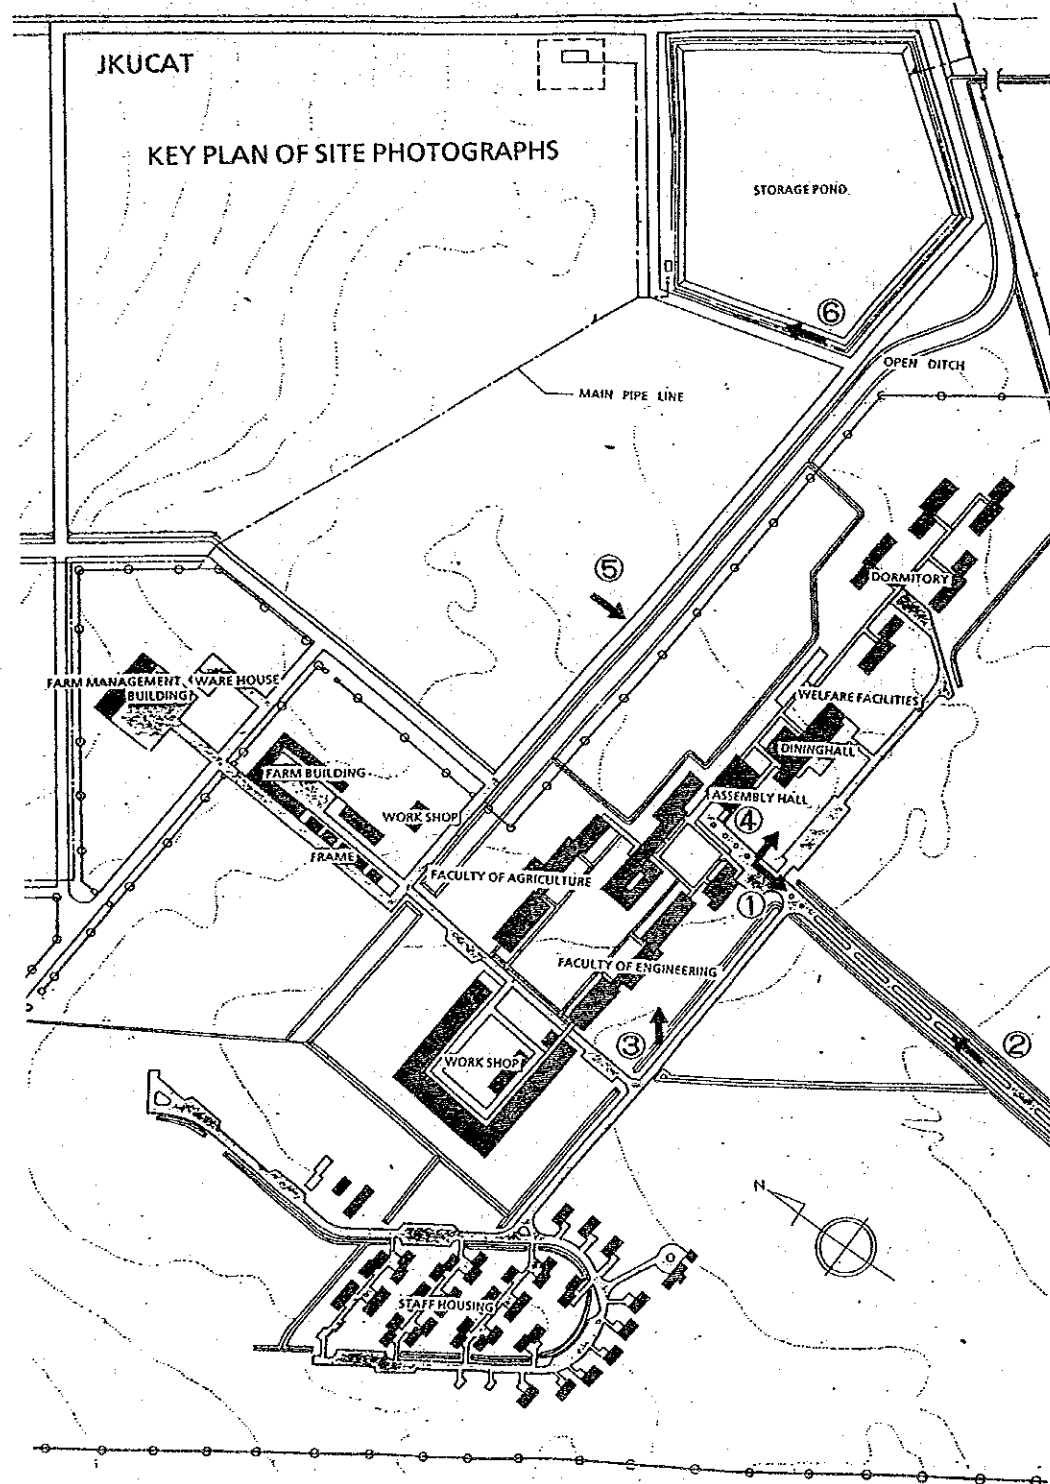 JKUCAT
KEY PLAN OF SITE PHOTOGRAPHS
STORAGE POND
⑥
OPEN DITCH
MAIN PIPE LINE
⑤
DORMITORY
FARM MANAGEMENT
BUILDING
WARE HOUSE
WELFARE FACILITIES
DININGHALL
FARM BUILDING
ASSEMBLY HALL
WORK SHOP
④
FRAME
FACULTY OF AGRICULTURE
①
FACULTY OF ENGINEERING
③
②
WORK SHOP
N
STAFF HOUSING